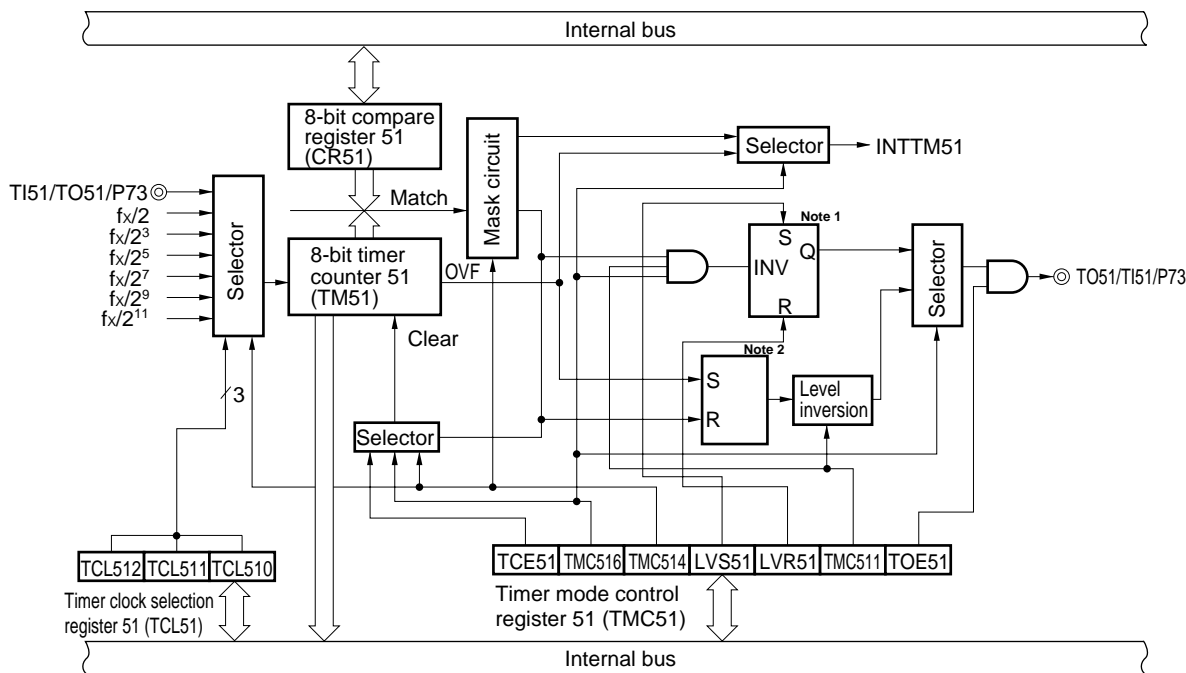 Internal bus
8-bit compare
register 51
(CR51)
Mask circuit
Selector
INTTM51
TI51/TO51/P73
Match
fX/2
fX/2³
fX/2⁵
fX/2⁷
fX/2⁹
fX/2¹¹
Selector
8-bit timer
counter 51
(TM51)
OVF
Clear
Note 1
S
Q
INV
R
Selector
TO51/TI51/P73
Note 2
S
R
Level
inversion
3
Selector
TCL512 TCL511 TCL510
TCE51 TMC516 TMC514 LVS51 LVR51 TMC511 TOE51
Timer clock selection
register 51 (TCL51)
Timer mode control
register 51 (TMC51)
Internal bus